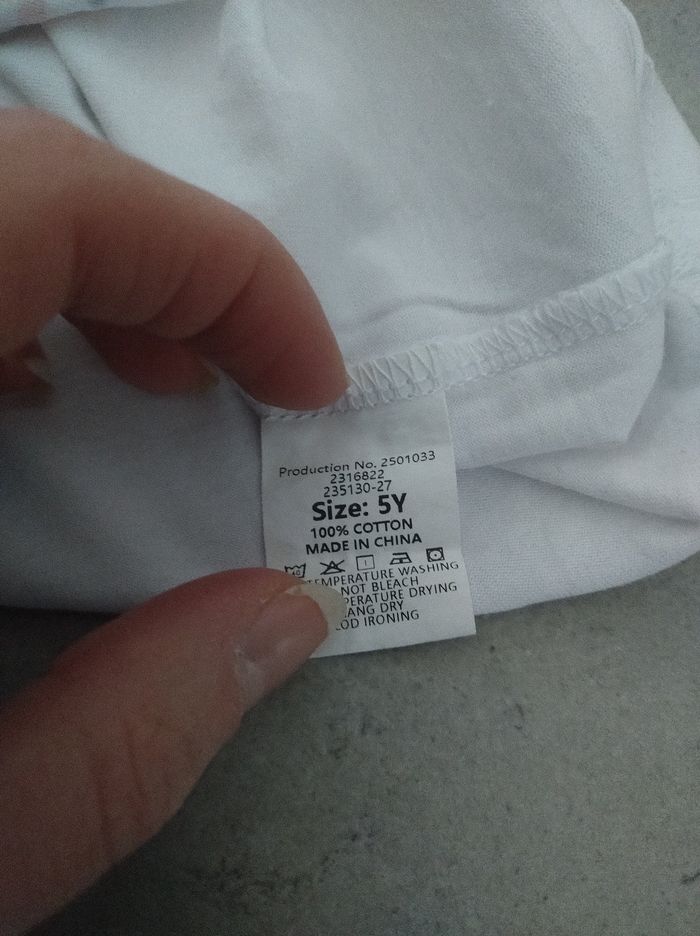 Production No. 2501033
2316822
235130-27
Size: 5Y
100% COTTON
MADE IN CHINA
TEMPERATURE WASHING
NOT BLEACH
DRYING
DRY
IRONING